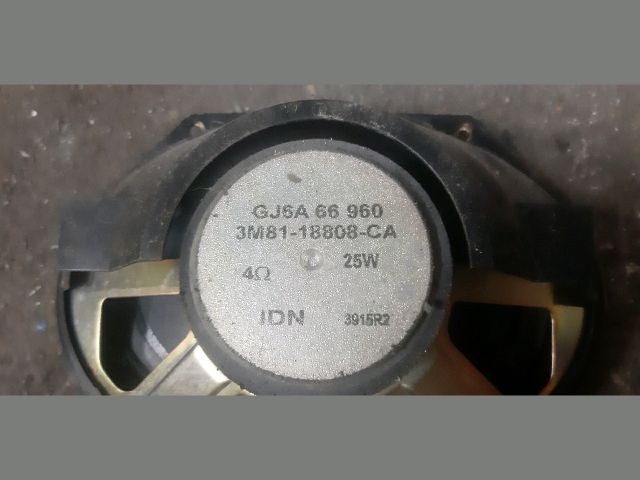 GJ6A 66 960
3M81-18808-CA
4Ω 25W
IDN 3915R2